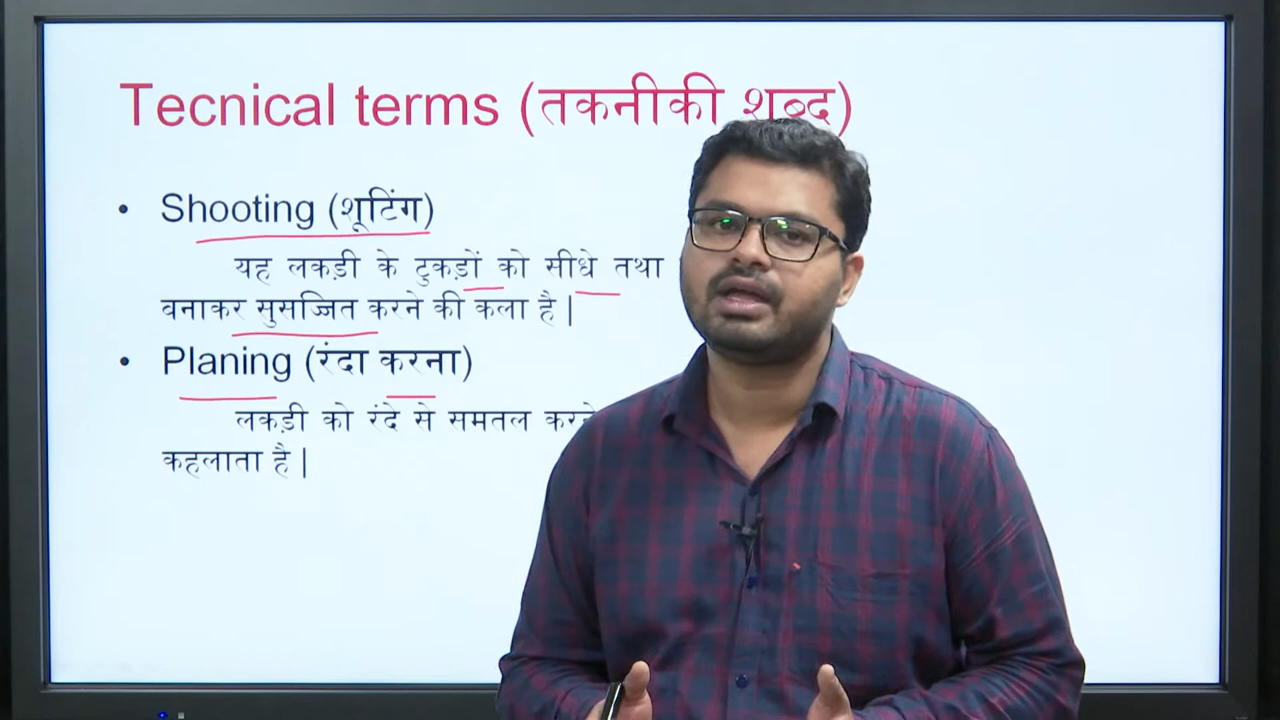 Tecnical terms (तकनीकी शब्द)
• Shooting (शूटिंग)
यह लकड़ी के टुकड़ों को सीधे तथा
बनाकर सुसज्जित करने की कला है |
• Planing (रंदा करना)
लकड़ी को रंदे से समतल
कहलाता है |